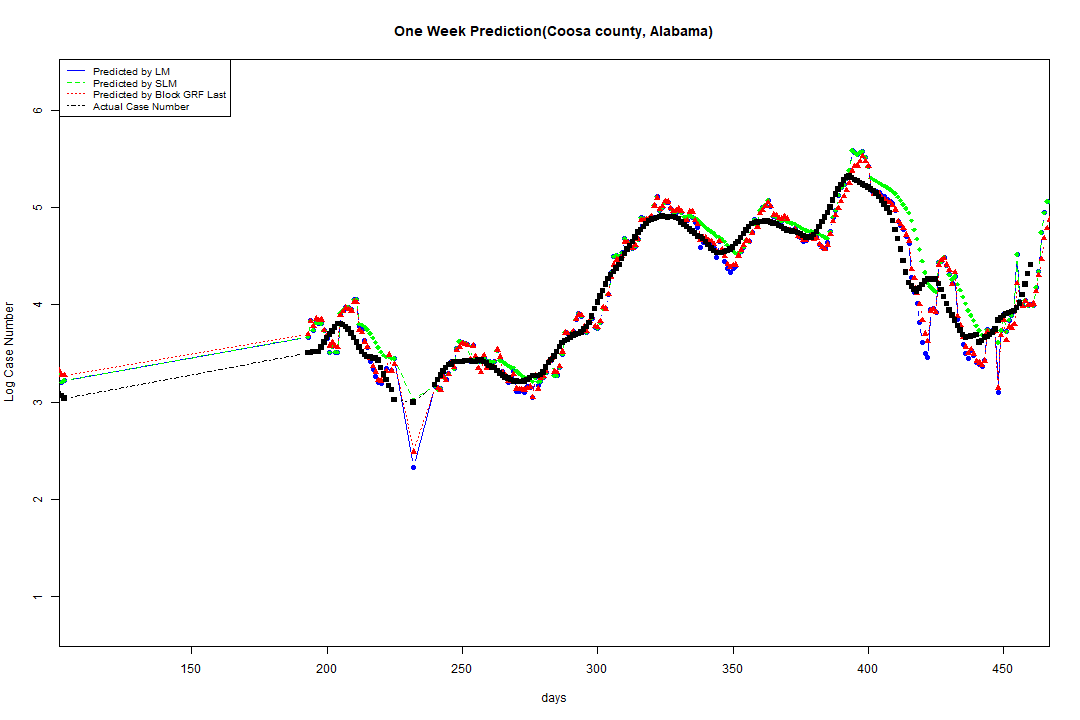 One Week Prediction(Coosa county, Alabama)
Predicted by LM
Predicted by SLM
Predicted by Block GRF Last
Actual Case Number
6
5
4
3
2
1
Log Case Number
150 200 250 300 350 400 450
days